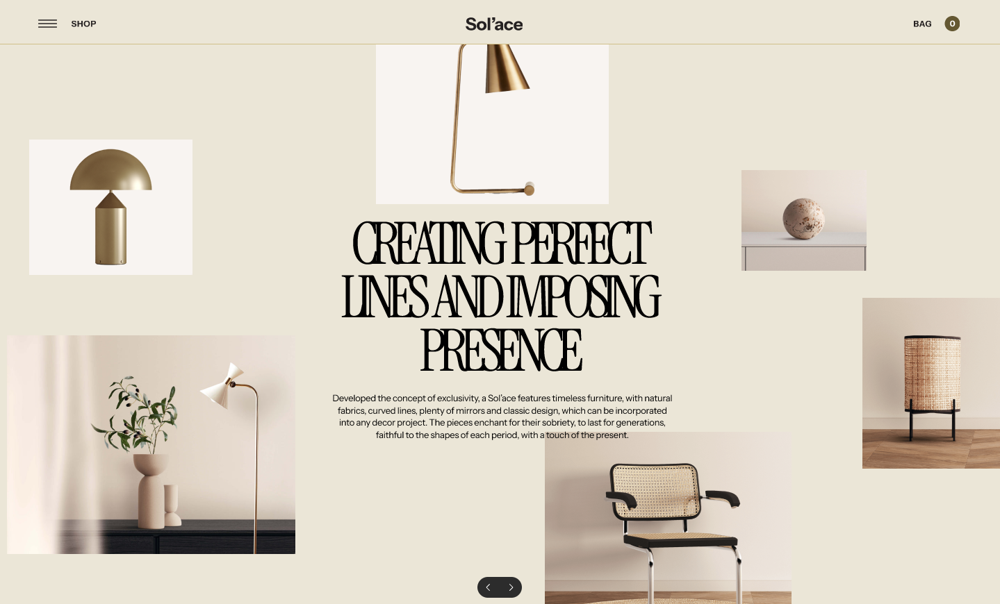 SHOP
Sol’ace
BAG
0
CREATING PERFECT
LINES AND IMPOSING
PRESENCE
Developed the concept of exclusivity, a Sol’ace features timeless furniture, with natural
fabrics, curved lines, plenty of mirrors and classic design, which can be incorporated
into any decor project. The pieces enchant for their sobriety, to last for generations,
faithful to the shapes of each period, with a touch of the present.